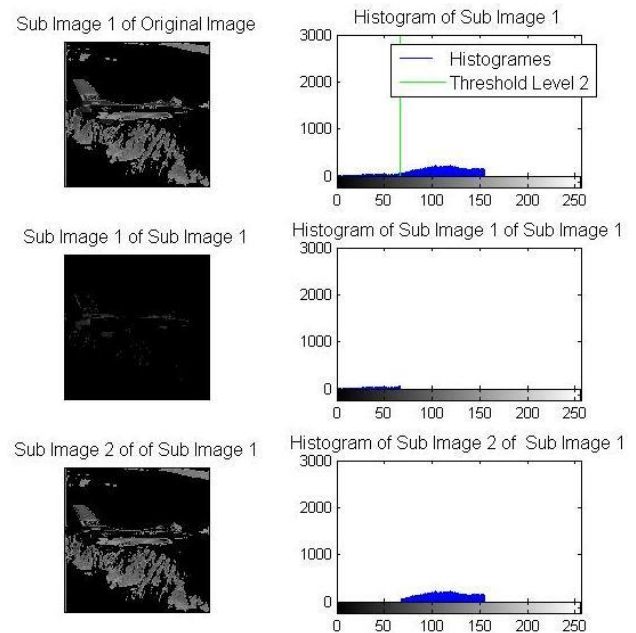 Sub Image 1 of Original Image
Histogram of Sub Image 1
3000
2000
1000
0
Histogrames
Threshold Level 2
0 50 100 150 200 250
Sub Image 1 of Sub Image 1
Histogram of Sub Image 1 of Sub Image 1
3000
2000
1000
0
0 50 100 150 200 250
Sub Image 2 of of Sub Image 1
Histogram of Sub Image 2 of Sub Image 1
3000
2000
1000
0
0 50 100 150 200 250